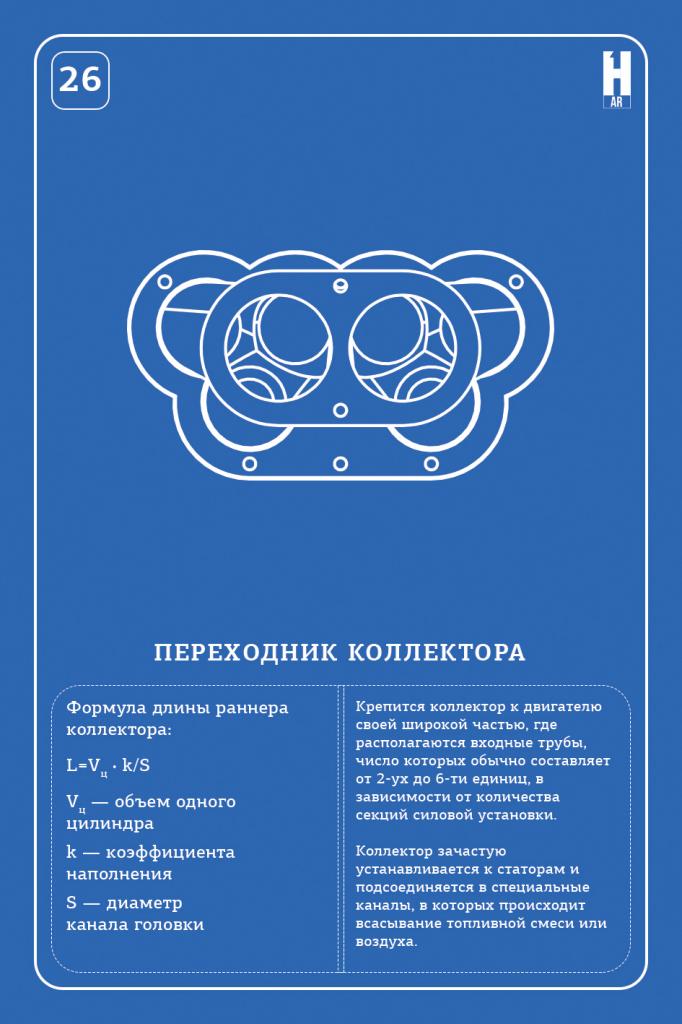 26
H
AR
ПЕРЕХОДНИК КОЛЛЕКТОРА
Формула длины раннера
коллектора:
L=Vц · k/S
Vц — объем одного
цилиндра
k — коэффициента
наполнения
S — диаметр
канала головки
Крепится коллектор к двигателю
своей широкой частью, где
располагаются входные трубы,
число которых обычно составляет
от 2-ух до 6-ти единиц, в
зависимости от количества
секций силовой установки.
Коллектор зачастую
устанавливается к статорам и
подсоединяется в специальные
каналы, в которых происходит
всасывание топливной смеси или
воздуха.